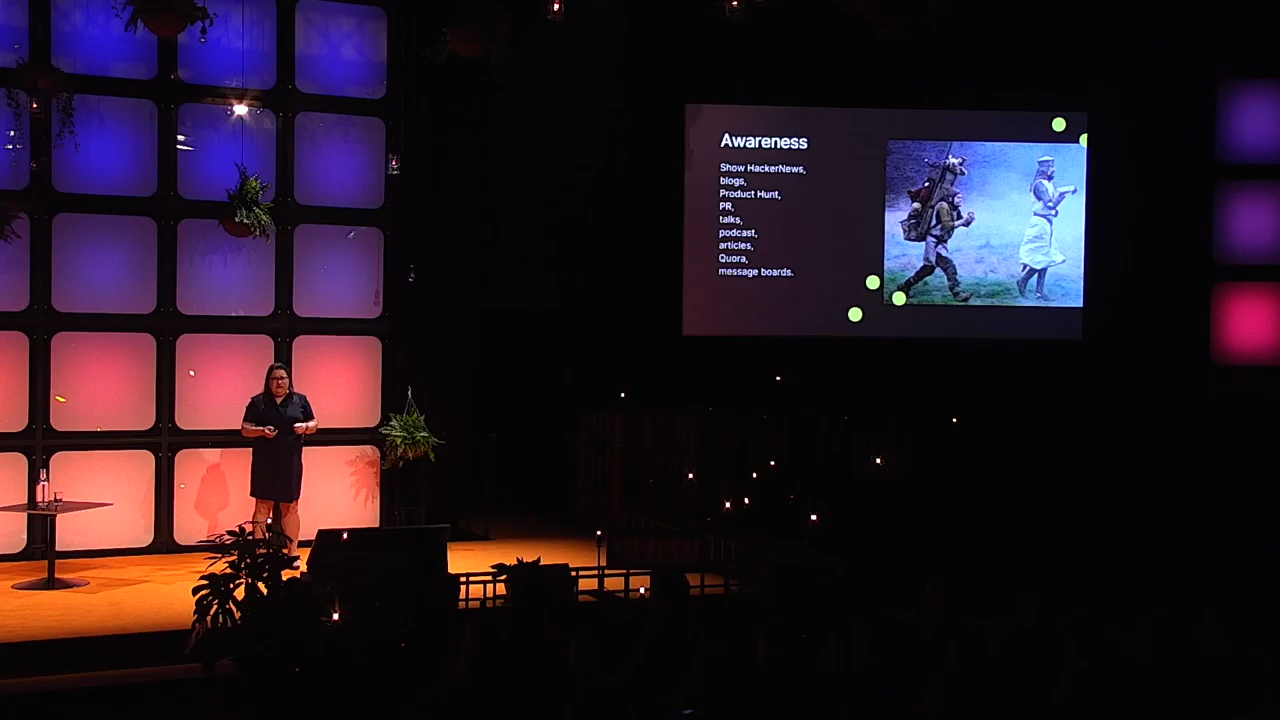 Awareness
Show HackerNews,
blogs,
Product Hunt,
PR,
talks,
podcast,
articles,
Quora,
message boards.